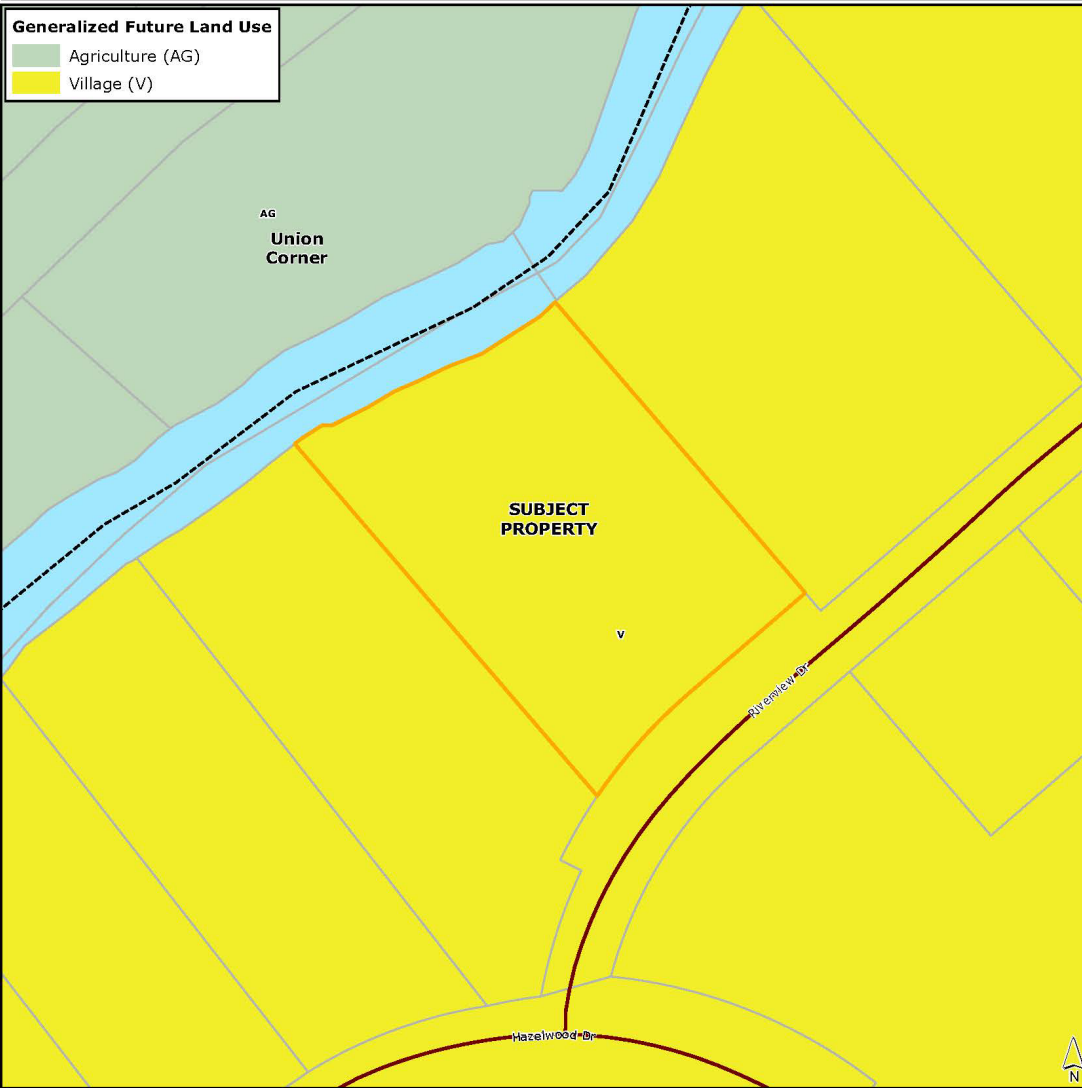 Generalized Future Land Use
Agriculture (AG)
Village (V)
AG
Union
Corner
SUBJECT
PROPERTY
V
Riverview Dr
Hazelwood Dr
N